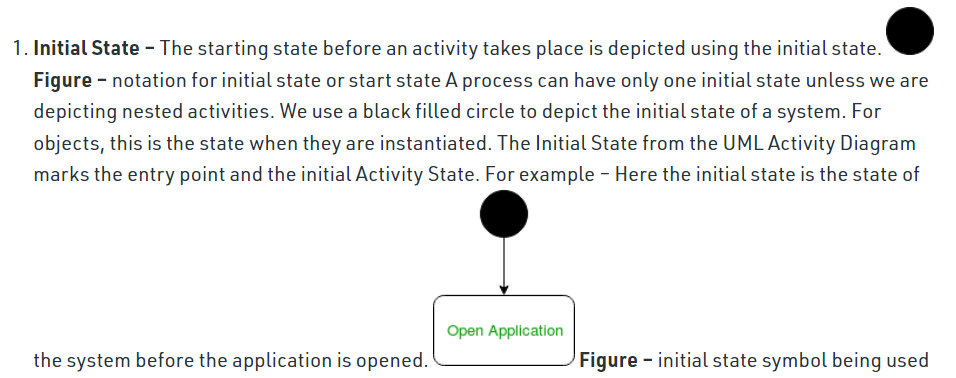 1. Initial State – The starting state before an activity takes place is depicted using the initial state.
Figure – notation for initial state or start state A process can have only one initial state unless we are
depicting nested activities. We use a black filled circle to depict the initial state of a system. For
objects, this is the state when they are instantiated. The Initial State from the UML Activity Diagram
marks the entry point and the initial Activity State. For example – Here the initial state is the state of
Open Application
the system before the application is opened. Figure – initial state symbol being used